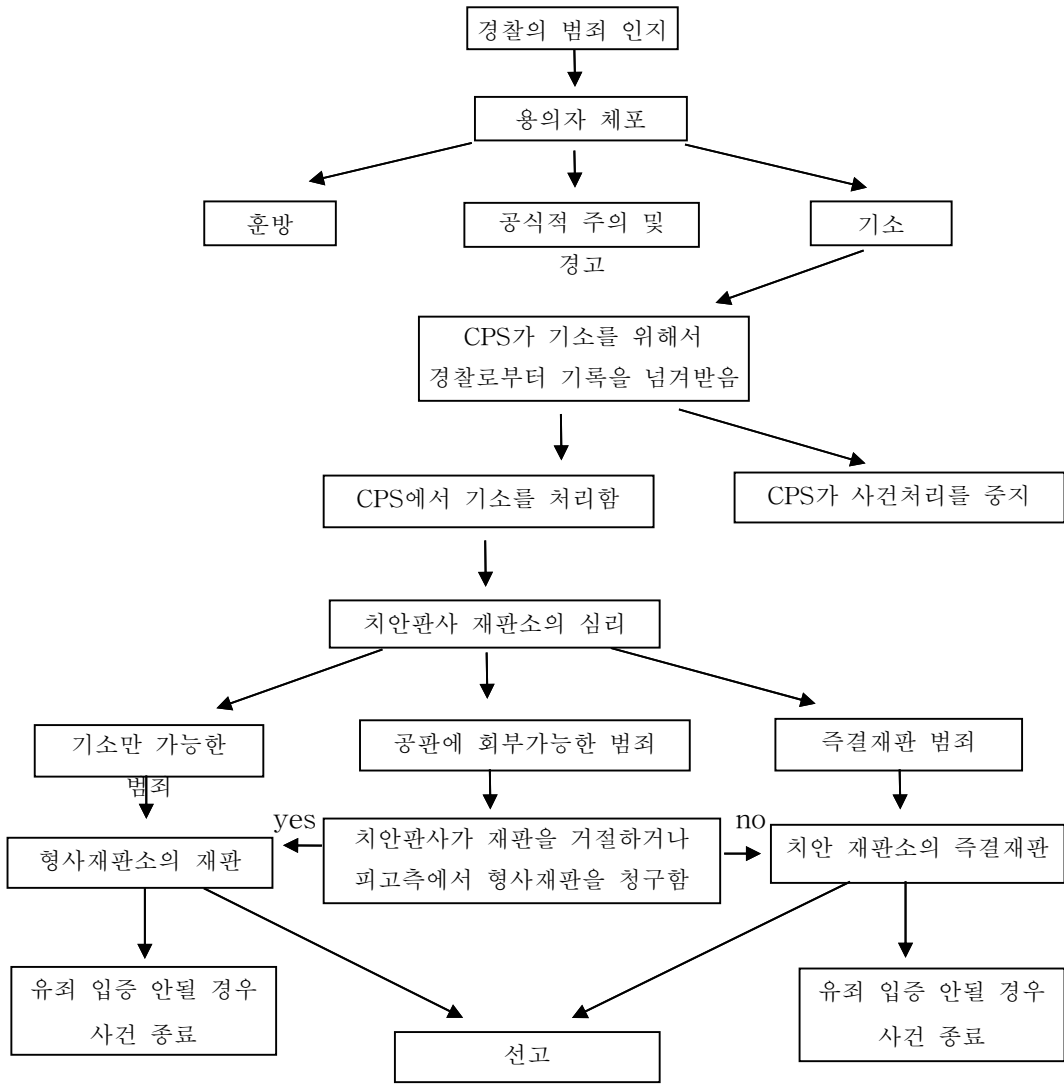 경찰의 범죄 인지
용의자 체포
훈방
공식적 주의 및
경고
기소
CPS가 기소를 위해서
경찰로부터 기록을 넘겨받음
CPS에서 기소를 처리함
CPS가 사건처리를 중지
치안판사 재판소의 심리
기소만 가능한
범죄
공판에 회부가능한 범죄
즉결재판 범죄
yes
no
형사재판소의 재판
치안판사가 재판을 거절하거나
피고측에서 형사재판을 청구함
치안 재판소의 즉결재판
유죄 입증 안될 경우
사건 종료
선고
유죄 입증 안될 경우
사건 종료